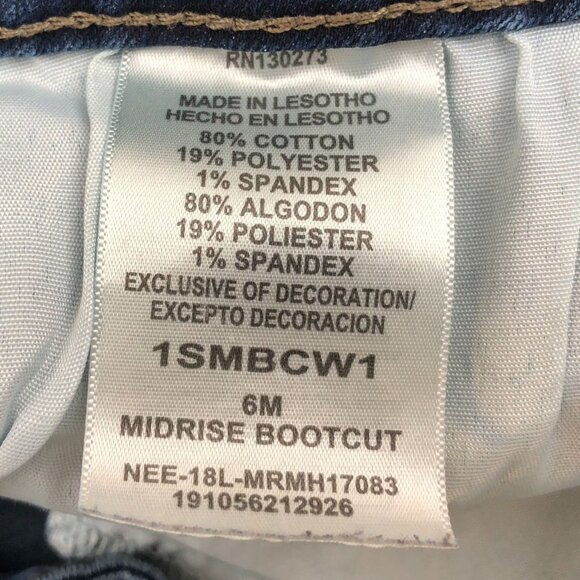 RN130273
MADE IN LESOTHO
HECHO EN LESOTHO
80% COTTON
19% POLYESTER
1% SPANDEX
80% ALGODON
19% POLIESTER
1% SPANDEX
EXCLUSIVE OF DECORATION/
EXCEPTO DECORACION
1SMBCW1
6M
MIDRISE BOOTCUT
NEE-18L-MRMH17083
191056212926